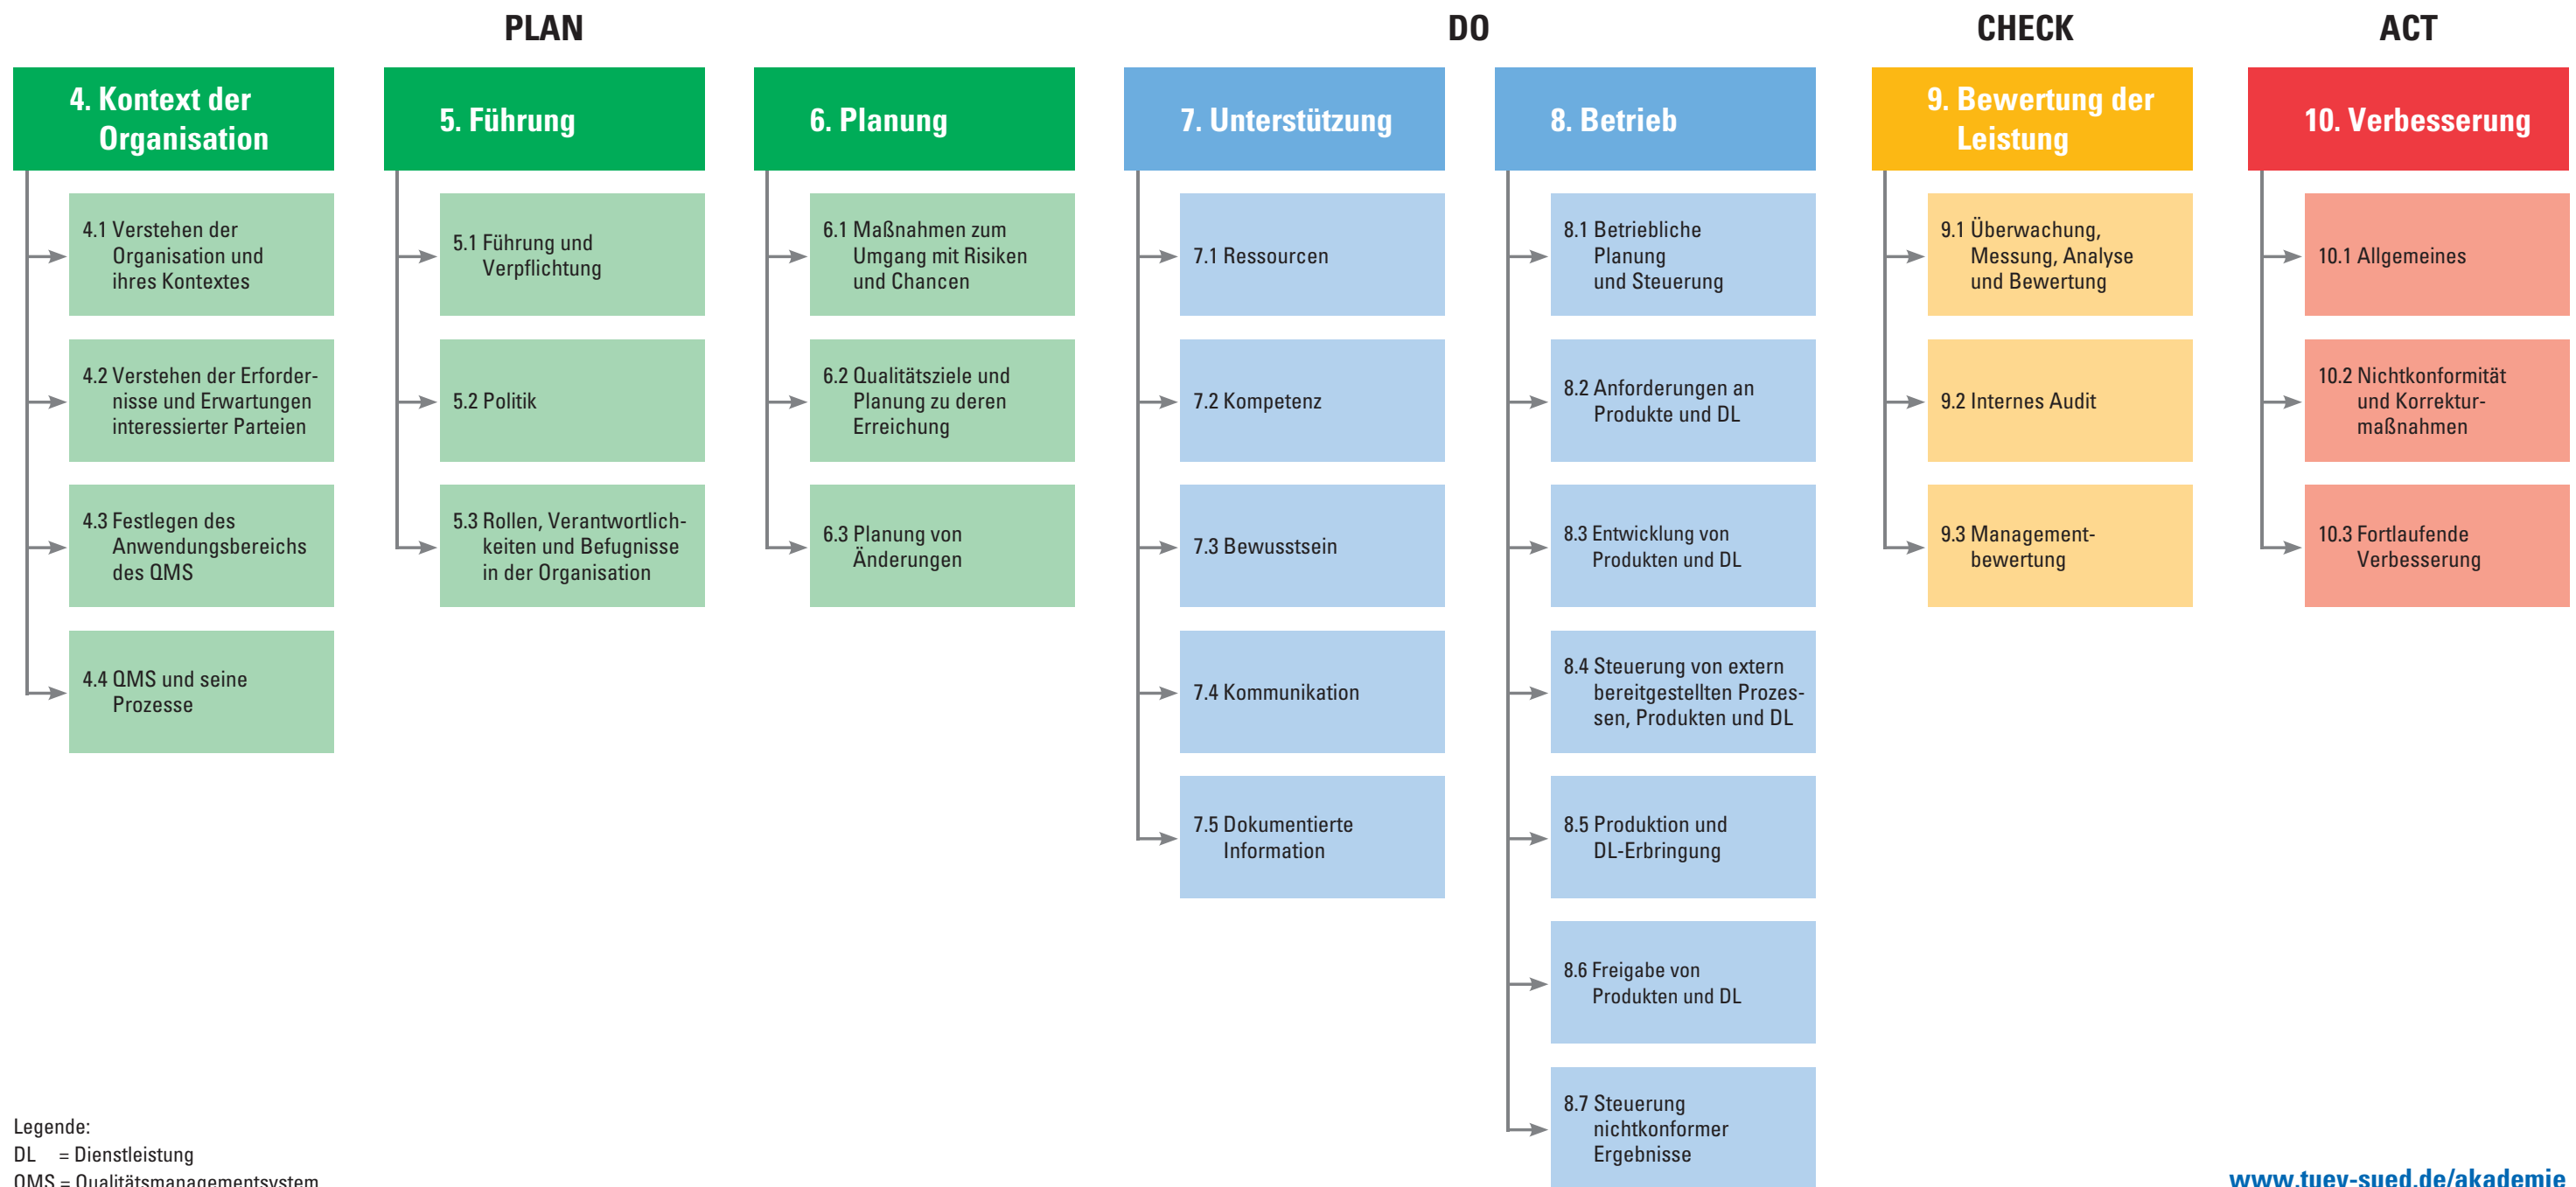 PLAN
DO
CHECK
ACT
4. Kontext der
Organisation
4.1 Verstehen der
Organisation und
ihres Kontextes
4.2 Verstehen der Erforder-
nisse und Erwartungen
interessierter Parteien
4.3 Festlegen des
Anwendungsbereichs
des QMS
4.4 QMS und seine
Prozesse
5. Führung
5.1 Führung und
Verpflichtung
5.2 Politik
5.3 Rollen, Verantwortlich-
keiten und Befugnisse
in der Organisation
6. Planung
6.1 Maßnahmen zum
Umgang mit Risiken
und Chancen
6.2 Qualitätsziele und
Planung zu deren
Erreichung
6.3 Planung von
Änderungen
7. Unterstützung
7.1 Ressourcen
7.2 Kompetenz
7.3 Bewusstsein
7.4 Kommunikation
7.5 Dokumentierte
Information
8. Betrieb
8.1 Betriebliche
Planung
und Steuerung
8.2 Anforderungen an
Produkte und DL
8.3 Entwicklung von
Produkten und DL
8.4 Steuerung von extern
bereitgestellten Prozes-
sen, Produkten und DL
8.5 Produktion und
DL-Erbringung
8.6 Freigabe von
Produkten und DL
8.7 Steuerung
nichtkonformer
Ergebnisse
9. Bewertung der
Leistung
9.1 Überwachung,
Messung, Analyse
und Bewertung
9.2 Internes Audit
9.3 Management-
bewertung
10. Verbesserung
10.1 Allgemeines
10.2 Nichtkonformität
und Korrektur-
maßnahmen
10.3 Fortlaufende
Verbesserung
Legende:
DL = Dienstleistung
QMS = Qualitätsmanagementsystem
www.tuev-sued.de/akademie